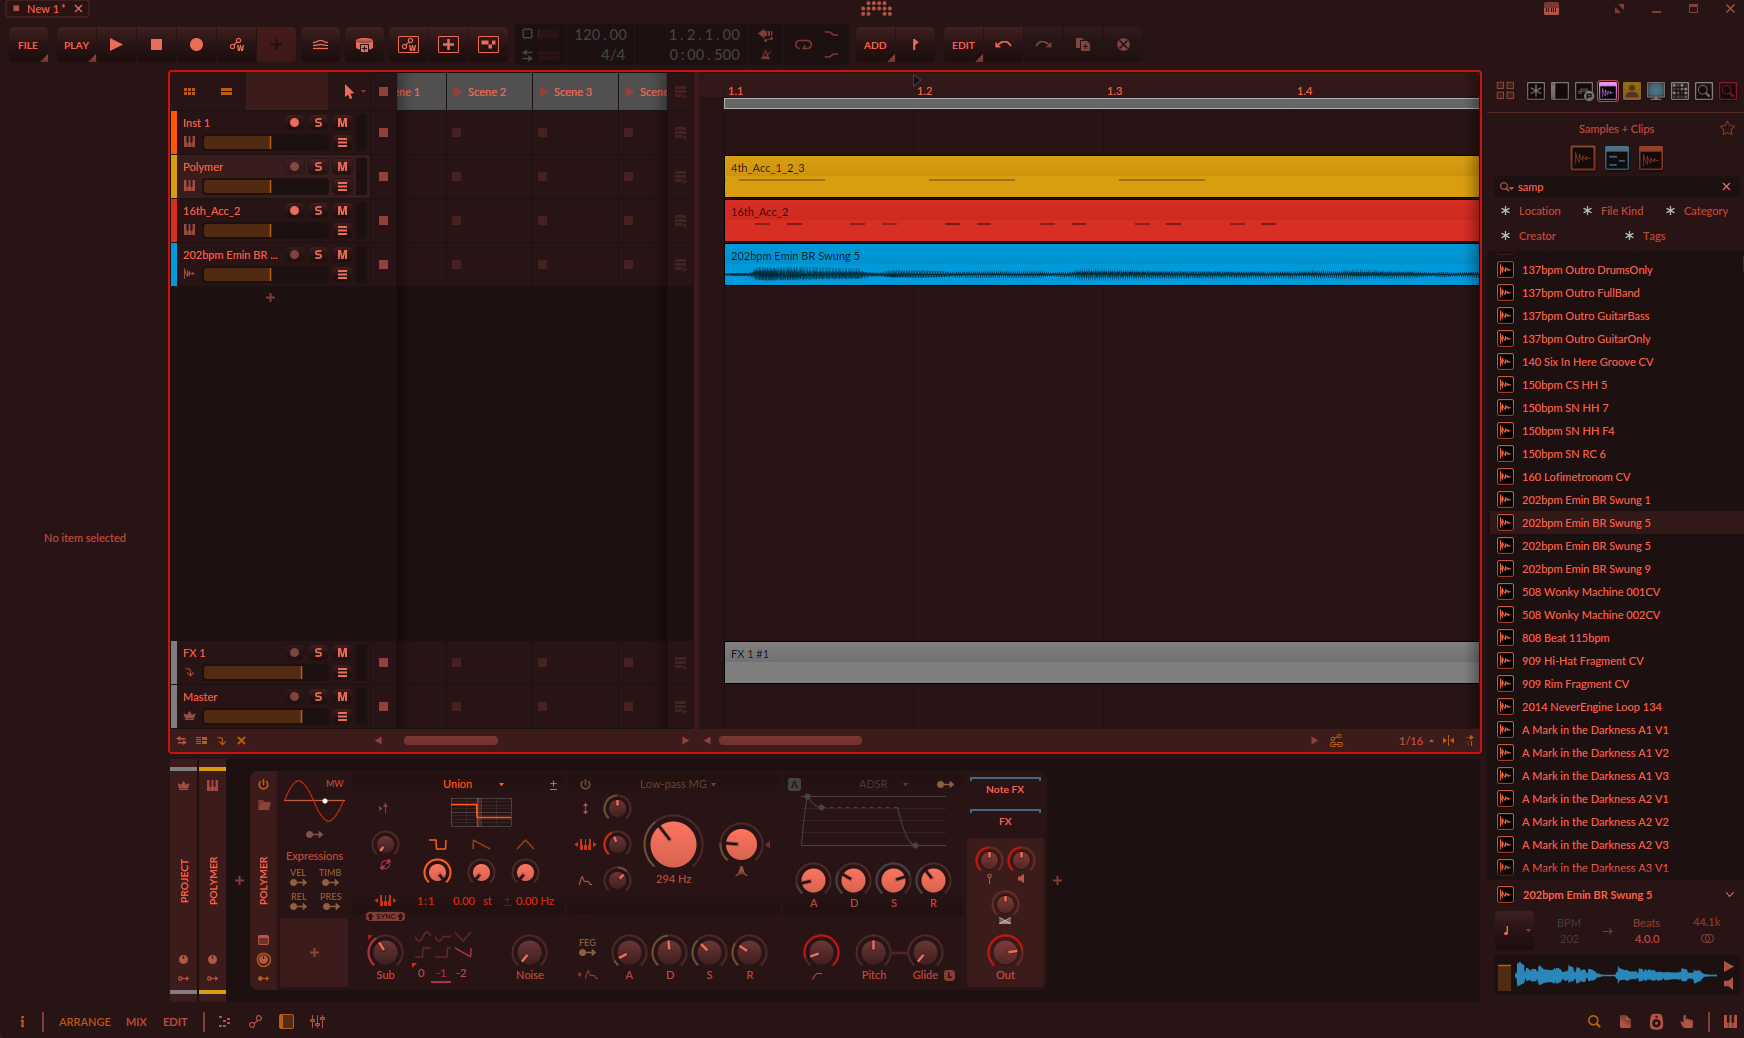 New 1 *
FILE
PLAY
120.00
4/4
1.2.1.00
0:00.500
ADD
EDIT
ne 1
Scene 2
Scene 3
Scene
1.1
1.2
1.3
1.4
Inst 1
S
M
Polymer
S
M
16th_Acc_2
S
M
202bpm Emin BR ...
S
M
4th_Acc_1_2_3
16th_Acc_2
202bpm Emin BR Swung 5
No item selected
FX 1
S
M
FX 1 #1
Master
S
M
1/16
Samples + Clips
samp
Location
File Kind
Category
Creator
Tags
137bpm Outro DrumsOnly
137bpm Outro FullBand
137bpm Outro GuitarBass
137bpm Outro GuitarOnly
140 Six In Here Groove CV
150bpm CS HH 5
150bpm SN HH 7
150bpm SN HH F4
150bpm SN RC 6
160 Lofimetronom CV
202bpm Emin BR Swung 1
202bpm Emin BR Swung 5
202bpm Emin BR Swung 5
202bpm Emin BR Swung 9
508 Wonky Machine 001CV
508 Wonky Machine 002CV
808 Beat 115bpm
909 Hi-Hat Fragment CV
909 Rim Fragment CV
2014 NeverEngine Loop 134
A Mark in the Darkness A1 V1
A Mark in the Darkness A1 V2
A Mark in the Darkness A1 V3
A Mark in the Darkness A2 V1
A Mark in the Darkness A2 V2
A Mark in the Darkness A2 V3
A Mark in the Darkness A3 V1
202bpm Emin BR Swung 5
BPM
202
Beats
4.0.0
44.1k
PROJECT
POLYMER
POLYMER
MW
Expressions
VEL
TIMB
REL
PRES
Union
1:1
0.00 st
± 0.00 Hz
SYNC
Sub
0
-1
-2
Noise
Low-pass MG
294 Hz
FEG
A
D
S
R
A
ADSR
A
D
S
R
Pitch
Glide
L
Note FX
FX
Out
ARRANGE
MIX
EDIT